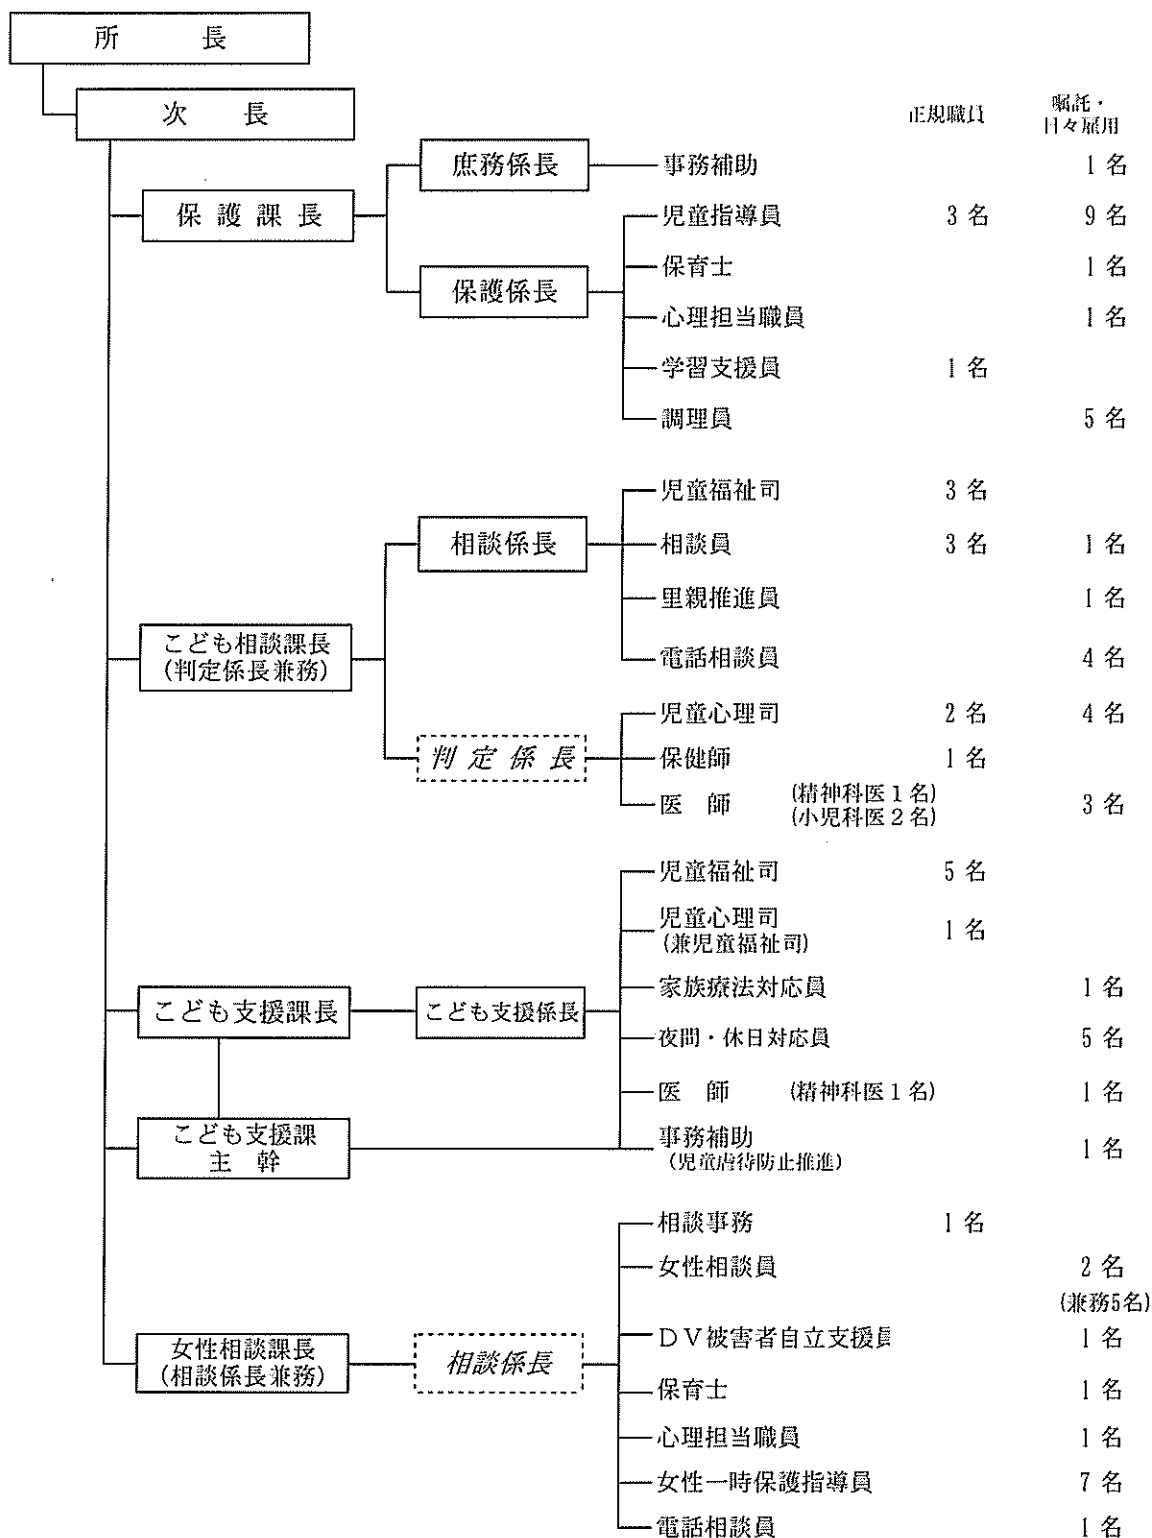 所　長
次　長
正規職員
嘱託・
日々雇用
庶務係長
事務補助 1名
保護課長
児童指導員 3名 9名
保育士 1名
保護係長
心理担当職員 1名
学習支援員 1名
調理員 5名
児童福祉司 3名
相談係長
相談員 3名 1名
里親推進員 1名
こども相談課長
(判定係長兼務)
電話相談員 4名
児童心理司 2名 4名
判定係長
保健師 1名
医　師 (精神科医1名)
(小児科医2名) 3名
児童福祉司 5名
児童心理司
(兼児童福祉司) 1名
家族療法対応員 1名
こども支援課長
こども支援係長
夜間・休日対応員 5名
医　師 (精神科医1名) 1名
こども支援課
主　幹
事務補助
(児童虐待防止推進) 1名
相談事務 1名
女性相談員 2名
(兼務5名)
DV被害者自立支援員 1名
女性相談課長
(相談係長兼務)
相談係長
保育士 1名
心理担当職員 1名
女性一時保護指導員 7名
電話相談員 1名